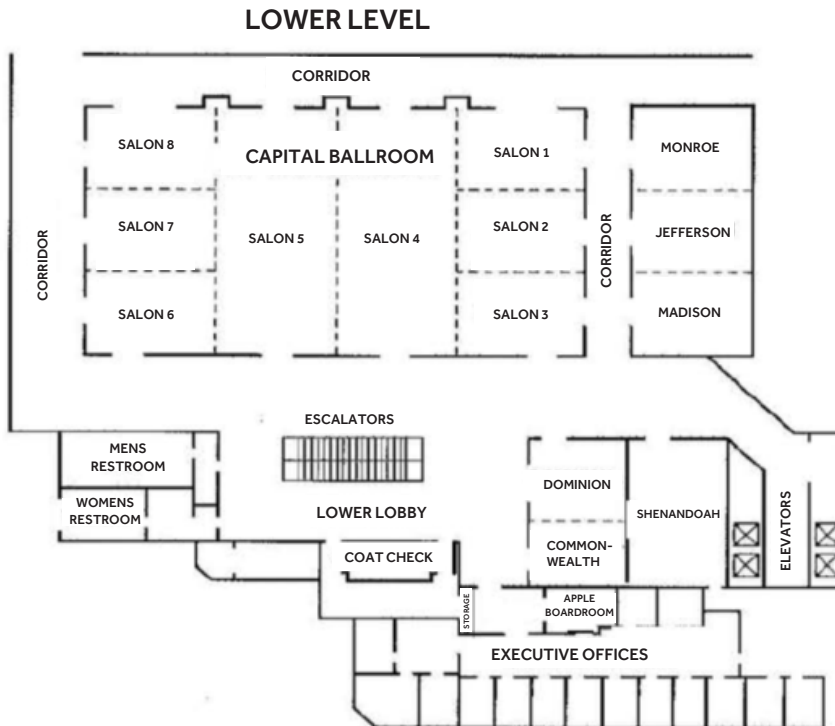 LOWER LEVEL
CORRIDOR
SALON 8
CAPITAL BALLROOM
SALON 1
MONROE
SALON 7
SALON 5
SALON 4
SALON 2
JEFFERSON
CORRIDOR
CORRIDOR
SALON 6
SALON 3
MADISON
ESCALATORS
MENS
RESTROOM
WOMENS
RESTROOM
LOWER LOBBY
COAT CHECK
DOMINION
COMMON-
WEALTH
SHENANDOAH
ELEVATORS
STORAGE
APPLE
BOARDROOM
EXECUTIVE OFFICES